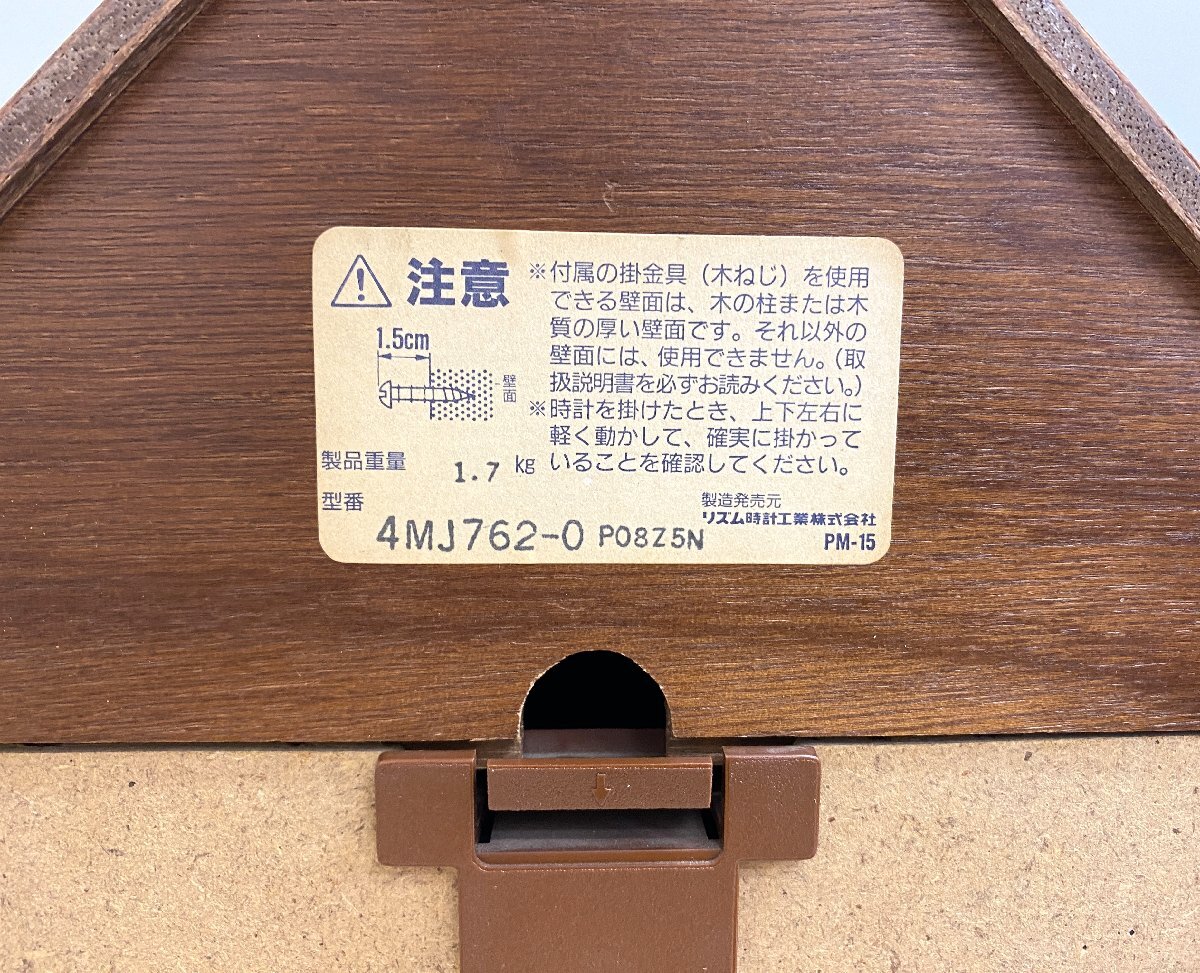 注意
※付属の掛金具（木ねじ）を使用
できる壁面は、木の柱または木
質の厚い壁面です。それ以外の
壁面には、使用できません。（取
扱説明書を必ずお読みください。）
※時計を掛けたとき、上下左右に
軽く動かして、確実に掛かって
いることを確認してください。
1.5cm
壁面
製品重量 1.7 kg
型番
4MJ762-0 P08Z5N
製造発売元
リズム時計工業株式会社
PM-15